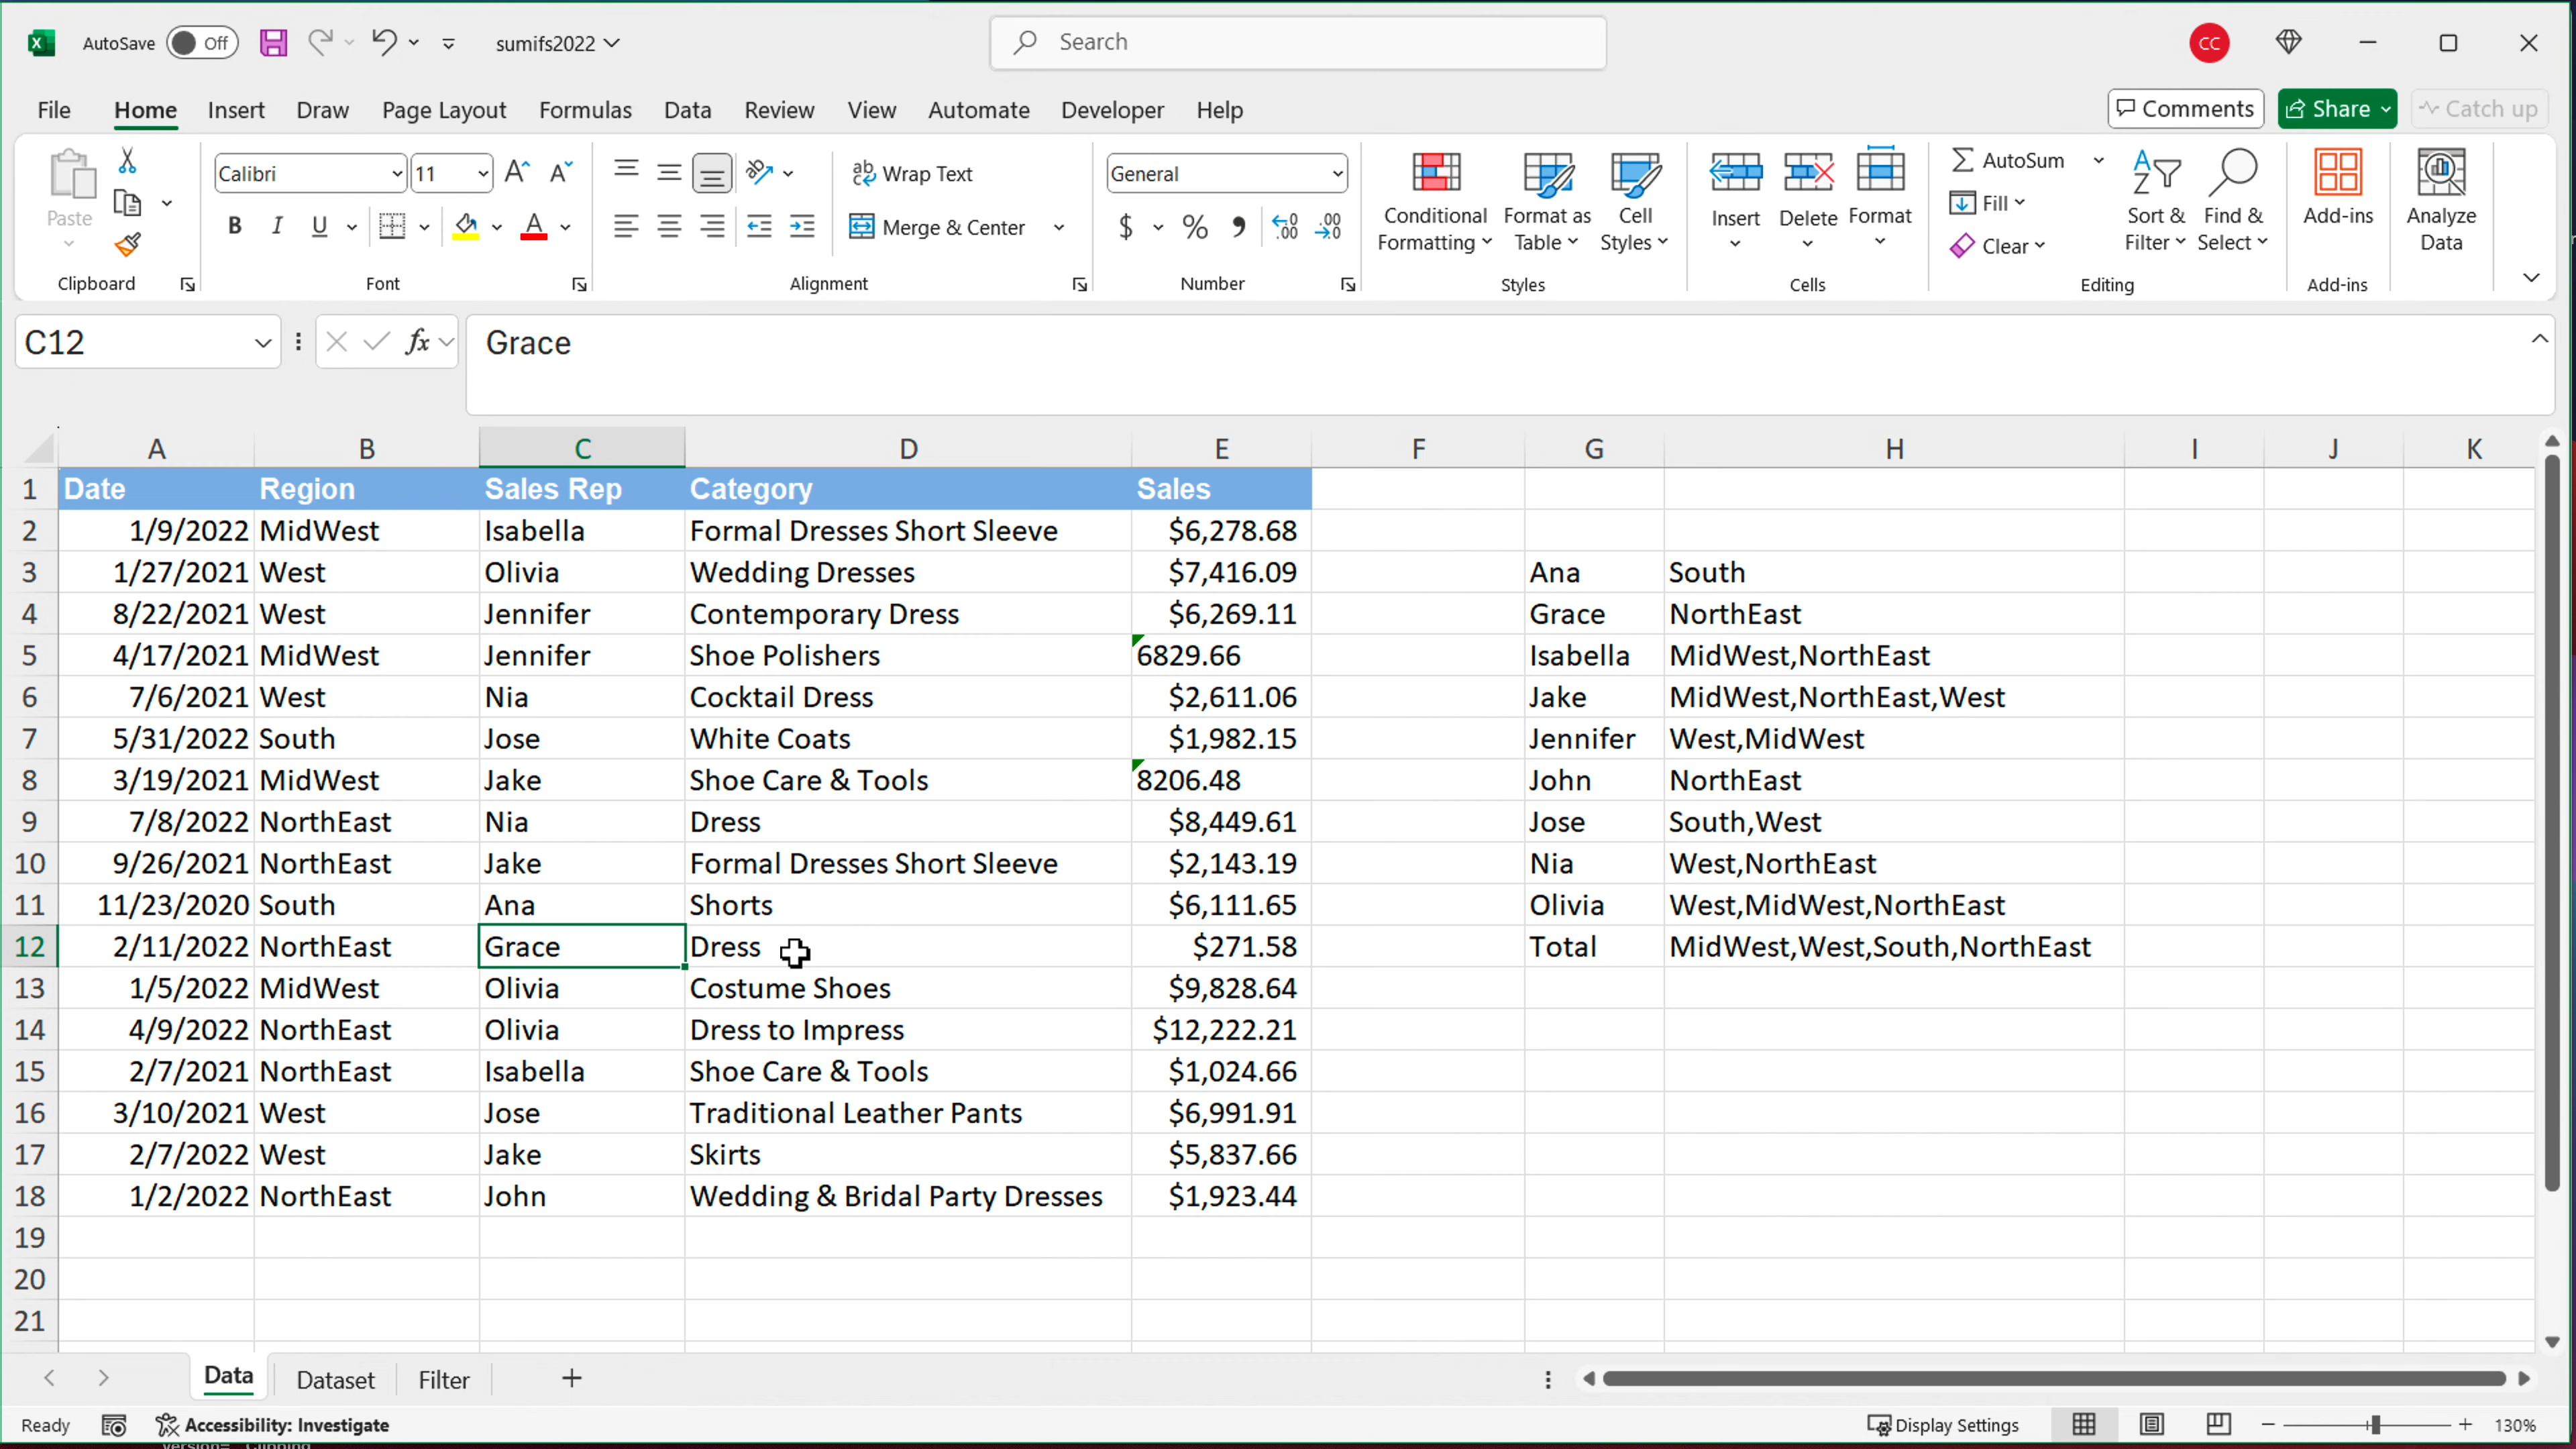 AutoSave Off sumifs2022 Search CC
File Home Insert Draw Page Layout Formulas Data Review View Automate Developer Help Comments Share Catch up
Paste
Clipboard
Calibri 11
B I U
Font
Wrap Text
Merge & Center
Alignment
General
$ % , .00 .00
Number
Conditional Formatting
Format as Table
Cell Styles
Styles
Insert Delete Format
Cells
AutoSum
Fill
Clear
Sort & Filter
Find & Select
Editing
Add-ins
Add-ins
Analyze Data
C12 fx Grace
A B C D E F G H I J K
1 Date Region Sales Rep Category Sales
2 1/9/2022 MidWest Isabella Formal Dresses Short Sleeve $6,278.68
3 1/27/2021 West Olivia Wedding Dresses $7,416.09 Ana South
4 8/22/2021 West Jennifer Contemporary Dress $6,269.11 Grace NorthEast
5 4/17/2021 MidWest Jennifer Shoe Polishers 6829.66 Isabella MidWest,NorthEast
6 7/6/2021 West Nia Cocktail Dress $2,611.06 Jake MidWest,NorthEast,West
7 5/31/2022 South Jose White Coats $1,982.15 Jennifer West,MidWest
8 3/19/2021 MidWest Jake Shoe Care & Tools 8206.48 John NorthEast
9 7/8/2022 NorthEast Nia Dress $8,449.61 Jose South,West
10 9/26/2021 NorthEast Jake Formal Dresses Short Sleeve $2,143.19 Nia West,NorthEast
11 11/23/2020 South Ana Shorts $6,111.65 Olivia West,MidWest,NorthEast
12 2/11/2022 NorthEast Grace Dress $271.58 Total MidWest,West,South,NorthEast
13 1/5/2022 MidWest Olivia Costume Shoes $9,828.64
14 4/9/2022 NorthEast Olivia Dress to Impress $12,222.21
15 2/7/2021 NorthEast Isabella Shoe Care & Tools $1,024.66
16 3/10/2021 West Jose Traditional Leather Pants $6,991.91
17 2/7/2022 West Jake Skirts $5,837.66
18 1/2/2022 NorthEast John Wedding & Bridal Party Dresses $1,923.44
19
20
21
Data Dataset Filter
Ready Accessibility: Investigate Display Settings 130%